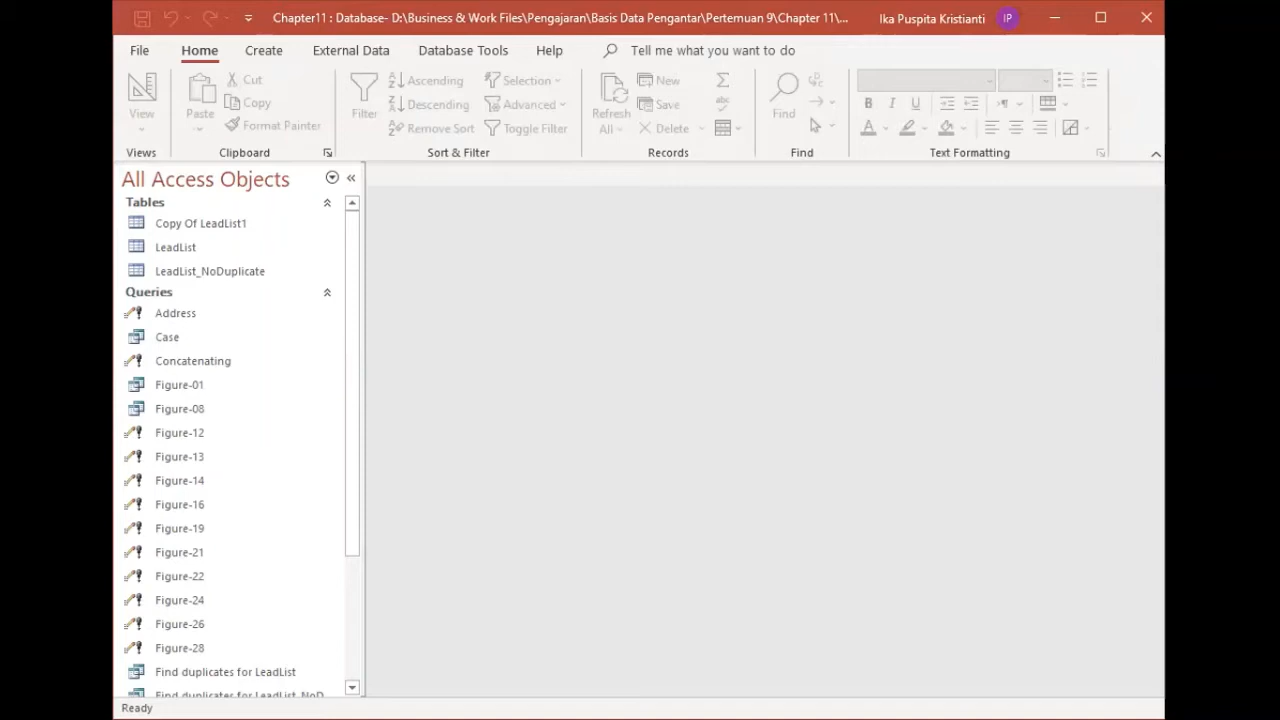 Chapter11 : Database- D:\Business & Work Files\Pengajaran\Basis Data Pengantar\Pertemuan 9\Chapter 11\...
Ika Puspita Kristianti
IP
File Home Create External Data Database Tools Help Tell me what you want to do
View
Views
Paste
Cut
Copy
Format Painter
Clipboard
Filter
Ascending
Descending
Remove Sort
Selection
Advanced
Toggle Filter
Sort & Filter
Refresh
All
New
Save
Delete
Records
Find
Find
B I U
Text Formatting
All Access Objects
Tables
Copy Of LeadList1
LeadList
LeadList_NoDuplicate
Queries
Address
Case
Concatenating
Figure-01
Figure-08
Figure-12
Figure-13
Figure-14
Figure-16
Figure-19
Figure-21
Figure-22
Figure-24
Figure-26
Figure-28
Find duplicates for LeadList
Find duplicates for LeadList_NoD
Ready